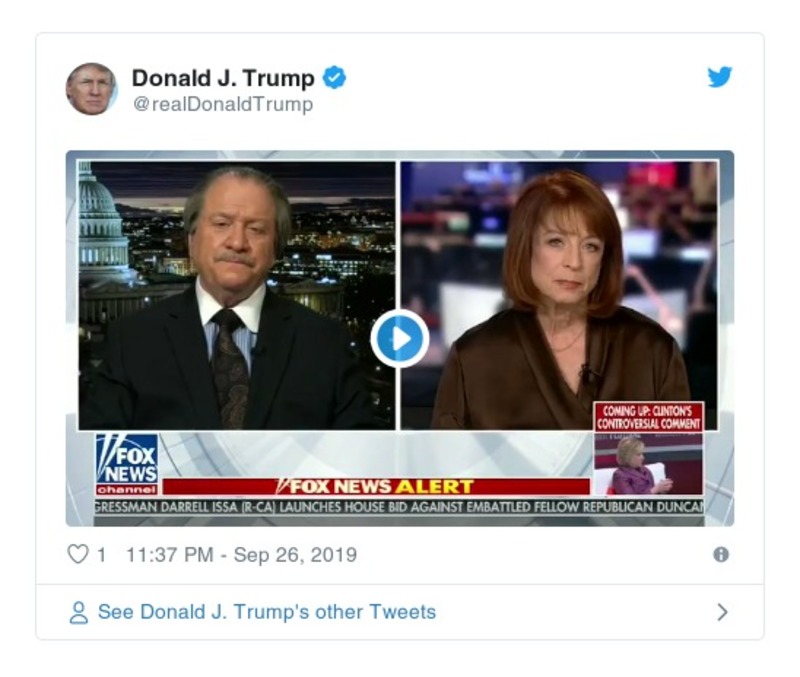 Donald J. Trump
@realDonaldTrump
COMING UP: CLINTON'S
CONTROVERSIAL COMMENT
FOX
NEWS
channel
FOX NEWS ALERT
GRESSMAN DARRELL ISSA (R-CA) LAUNCHES HOUSE BID AGAINST EMBATTLED FELLOW REPUBLICAN DUNCAN
1 11:37 PM - Sep 26, 2019
See Donald J. Trump's other Tweets